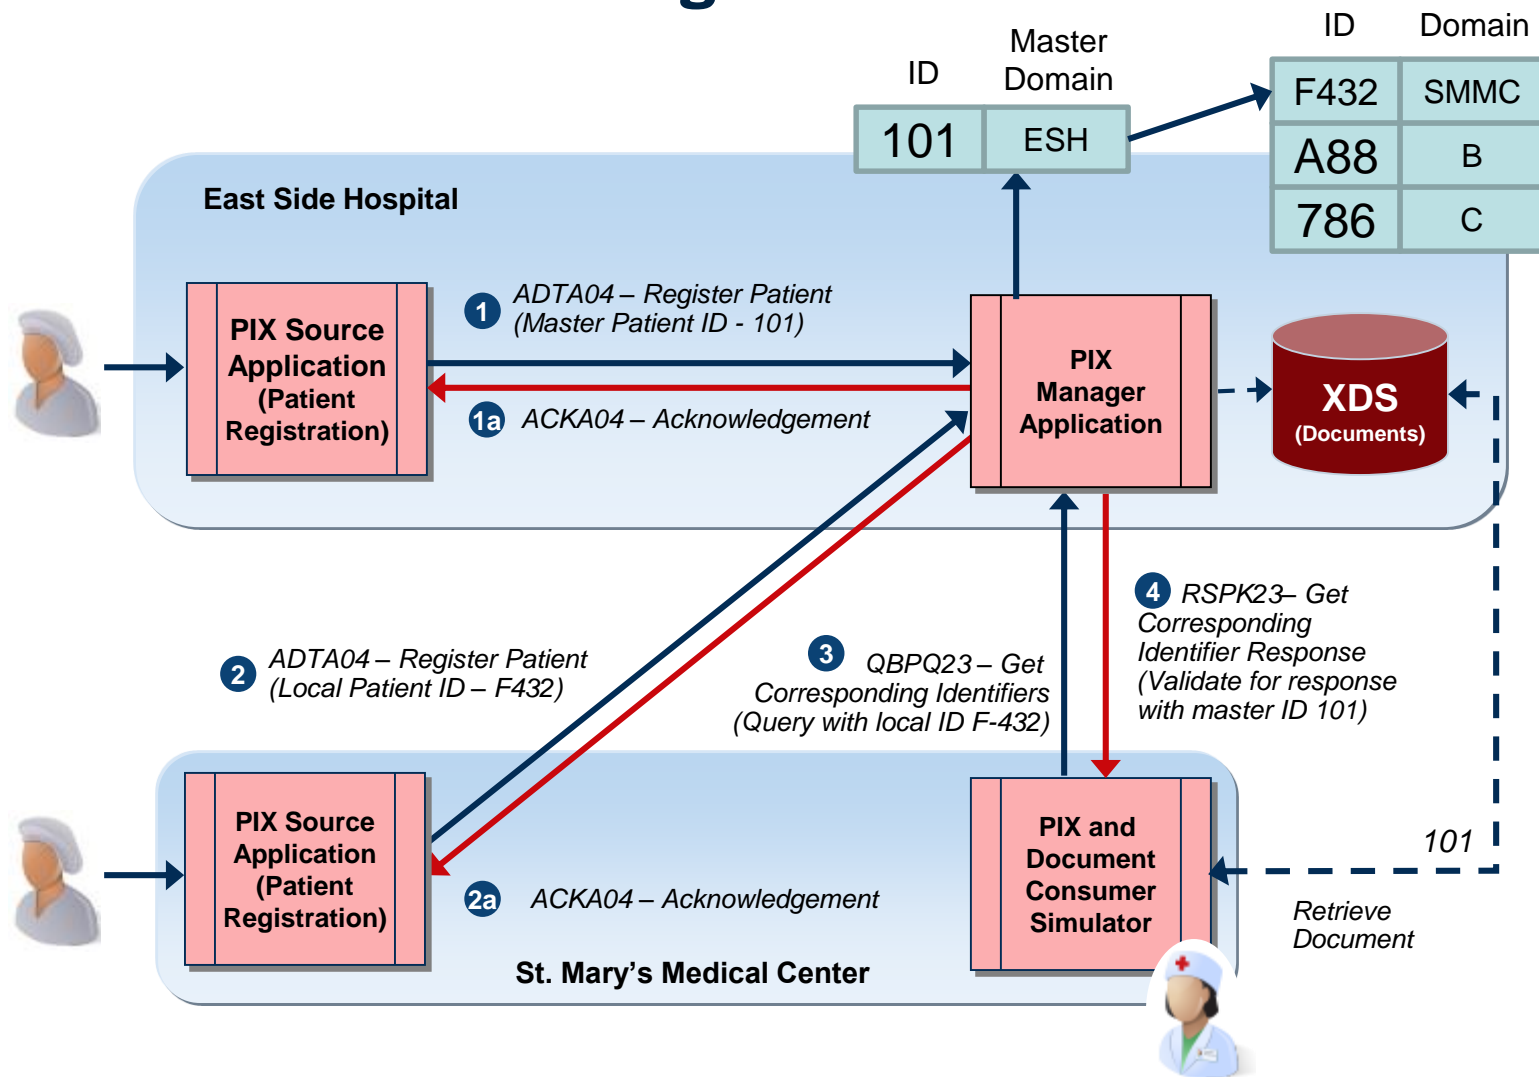 ID
Domain
Master
Domain
ID
F432
SMMC
101
ESH
A88
B
786
C
East Side Hospital
1
ADTA04 – Register Patient
(Master Patient ID - 101)
PIX Source
Application
(Patient
Registration)
PIX
Manager
Application
XDS
(Documents)
1a
ACKA04 – Acknowledgement
2
ADTA04 – Register Patient
(Local Patient ID – F432)
3
QBPQ23 – Get
Corresponding Identifiers
(Query with local ID F-432)
4
RSPK23– Get
Corresponding
Identifier Response
(Validate for response
with master ID 101)
PIX Source
Application
(Patient
Registration)
2a
ACKA04 – Acknowledgement
PIX and
Document
Consumer
Simulator
101
Retrieve
Document
St. Mary’s Medical Center